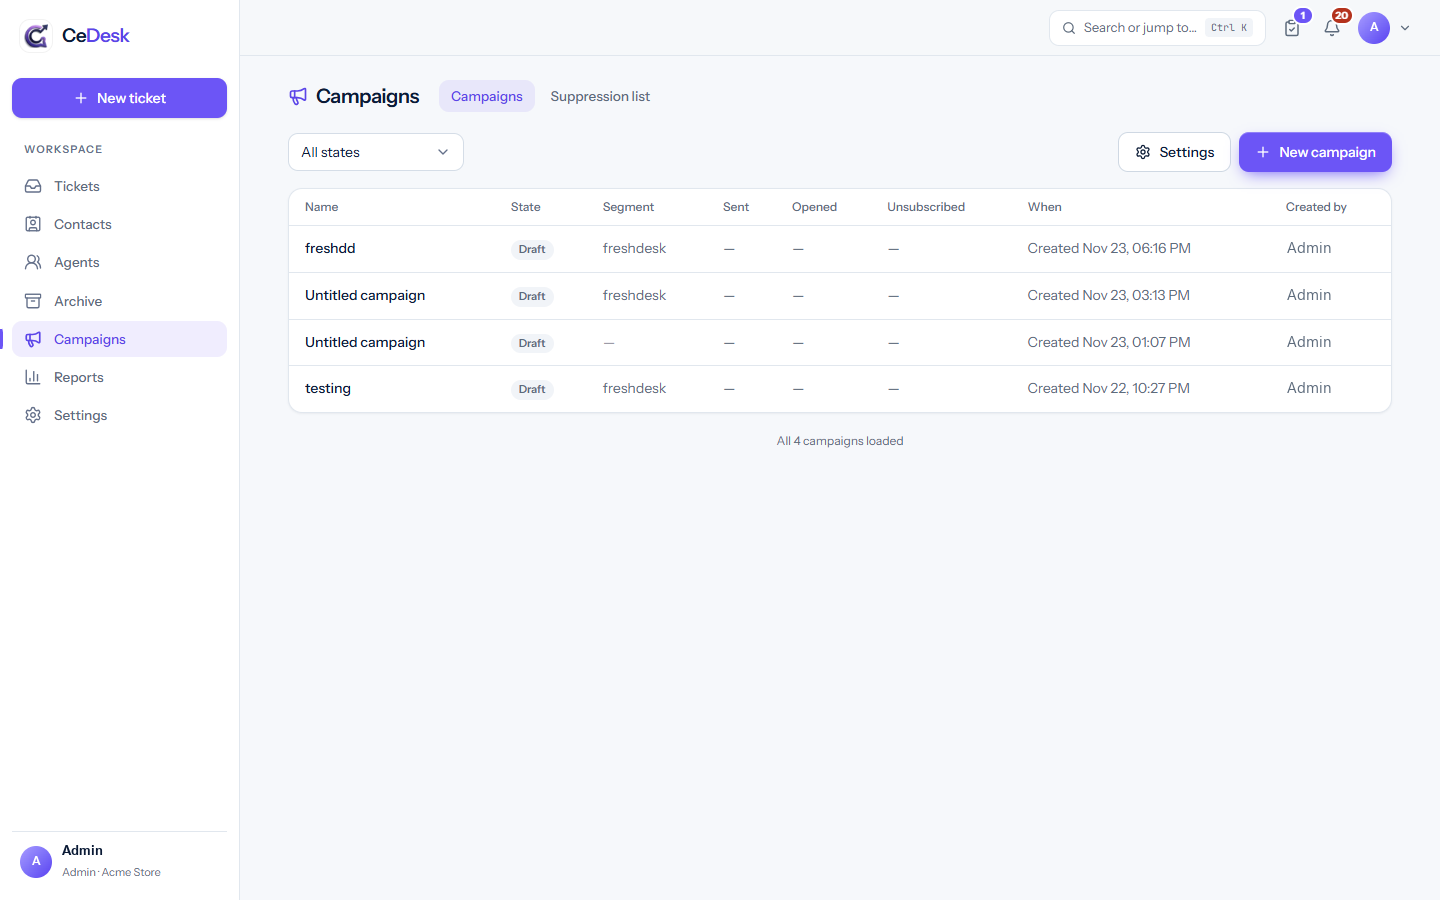 CeDesk
Search or jump to...
Ctrl K
1
20
A
New ticket
WORKSPACE
Tickets
Contacts
Agents
Archive
Campaigns
Reports
Settings
Campaigns
Campaigns
Suppression list
All states
Settings
New campaign
Name State Segment Sent Opened Unsubscribed When Created by
freshdd Draft freshdesk — — — Created Nov 23, 06:16 PM Admin
Untitled campaign Draft freshdesk — — — Created Nov 23, 03:13 PM Admin
Untitled campaign Draft — — — — Created Nov 23, 01:07 PM Admin
testing Draft freshdesk — — — Created Nov 22, 10:27 PM Admin
All 4 campaigns loaded
A
Admin
Admin · Acme Store